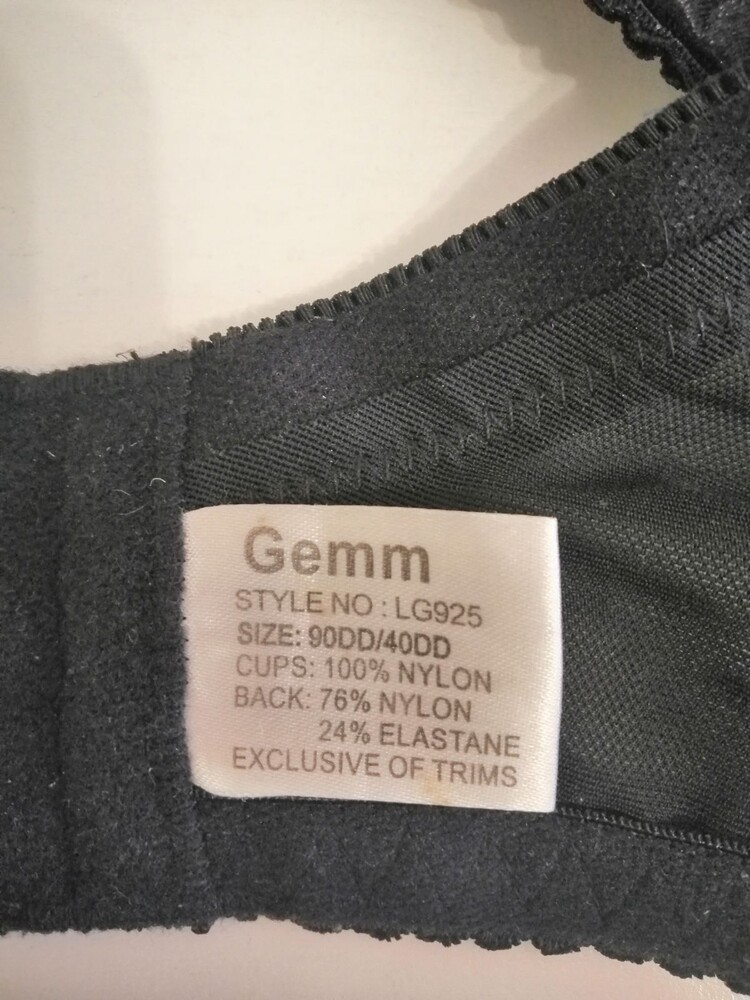 Gemm
STYLE NO : LG925
SIZE: 90DD/40DD
CUPS: 100% NYLON
BACK: 76% NYLON
24% ELASTANE
EXCLUSIVE OF TRIMS